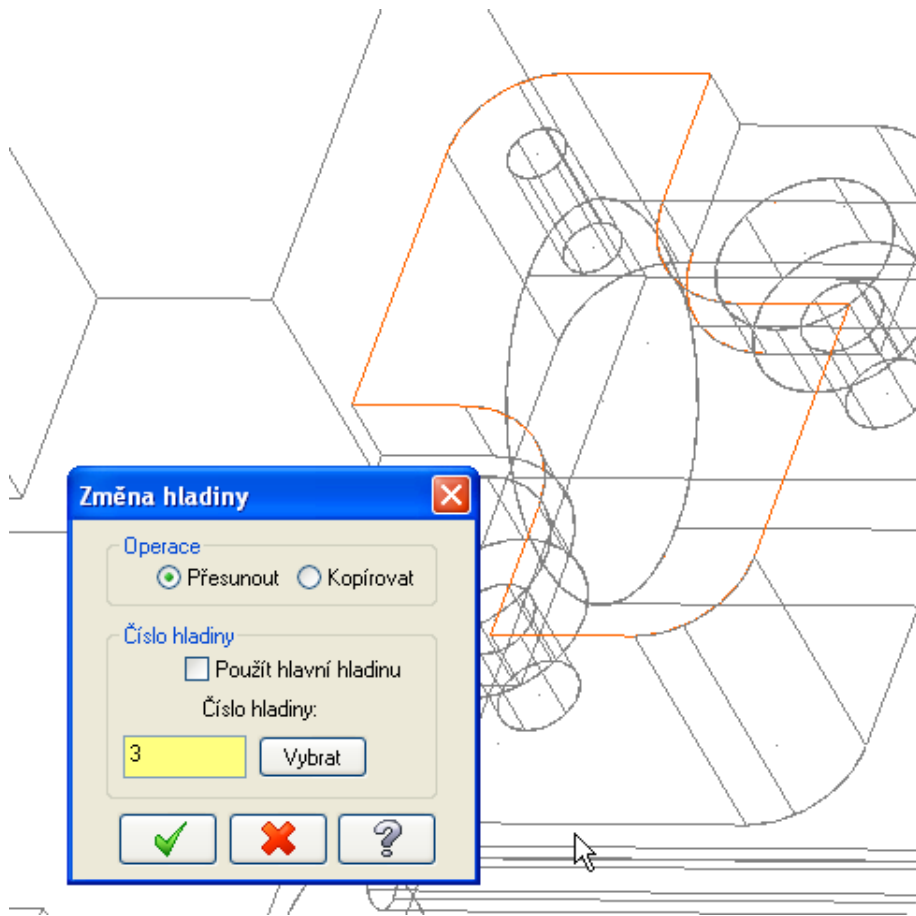 Změna hladiny
Operace
Přesunout Kopírovat
Číslo hladiny
Použít hlavní hladinu
Číslo hladiny:
3 Vybrat